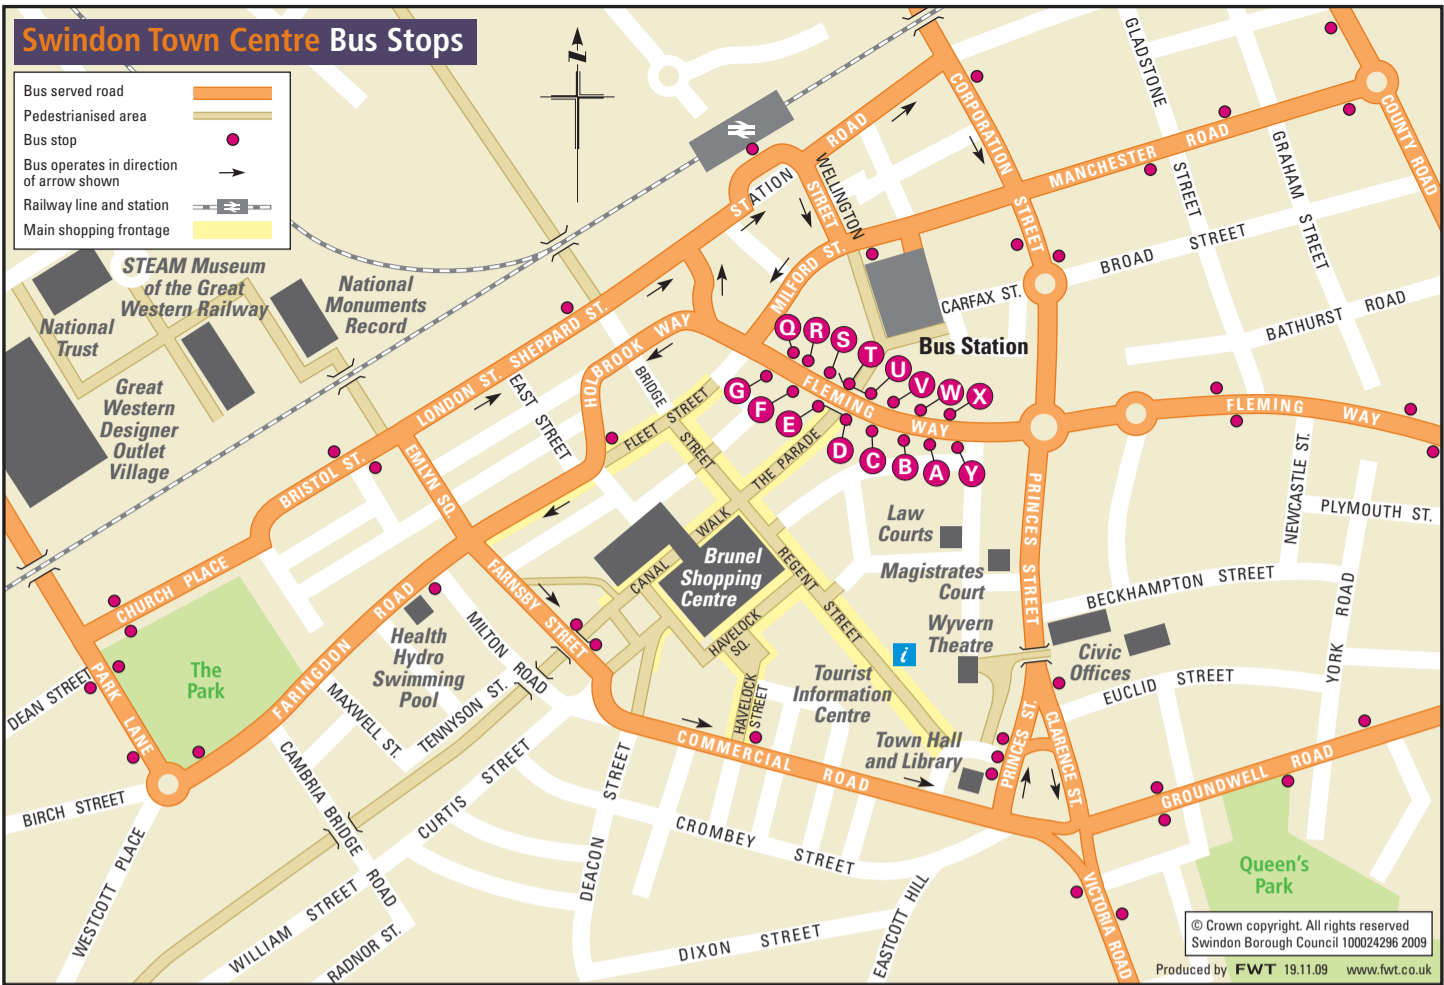 Swindon Town Centre Bus Stops
Bus served road
Pedestrianised area
Bus stop
Bus operates in direction
of arrow shown
Railway line and station
Main shopping frontage
N
STEAM Museum
of the Great
Western Railway
National
Monuments
Record
National
Trust
Great
Western
Designer
Outlet
Village
GLADSTONE
STREET
GRAHAM STREET
COUNTY ROAD
CORPORATION
STREET
MANCHESTER ROAD
STATION
ROAD
WELLINGTON
STREET
MILFORD ST.
BROAD STREET
CARFAX ST.
BATHURST ROAD
Bus Station
LONDON ST.
SHEPPARD ST.
HOLBROOK WAY
EAST STREET
BRIDGE
STREET
FLEET STREET
THE PARADE
Q
R
S
T
U
V
W
X
G
F
E
D
C
B
A
Y
FLEMING
WAY
FLEMING WAY
BRISTOL ST.
EMLYN SQ.
CHURCH PLACE
PARK LANE
DEAN STREET
The
Park
FARINGDON ROAD
FARNSBY STREET
CANAL
WALK
Brunel
Shopping
Centre
REGENT
STREET
HAVELOCK
SQ.
HAVELOCK
STREET
Law
Courts
Magistrates
Court
Wyvern
Theatre
Civic
Offices
i
Tourist
Information
Centre
Town Hall
and Library
PRINCES STREET
PRINCES ST.
CLARENCE ST.
BECKHAMPTON STREET
NEWCASTLE ST.
PLYMOUTH ST.
YORK ROAD
EUCLID STREET
GROUNDWELL ROAD
Health
Hydro
Swimming
Pool
MILTON ROAD
MAXWELL ST.
TENNYSON ST.
CAMBRIA BRIDGE
ROAD
CURTIS STREET
COMMERCIAL ROAD
DEACON STREET
CROMBEY STREET
BIRCH STREET
WESTCOTT PLACE
WILLIAM STREET
RADNOR ST.
DIXON STREET
EASTCOTT HILL
VICTORIA ROAD
Queen's
Park
© Crown copyright. All rights reserved
Swindon Borough Council 100024296 2009
Produced by FWT 19.11.09 www.fwt.co.uk